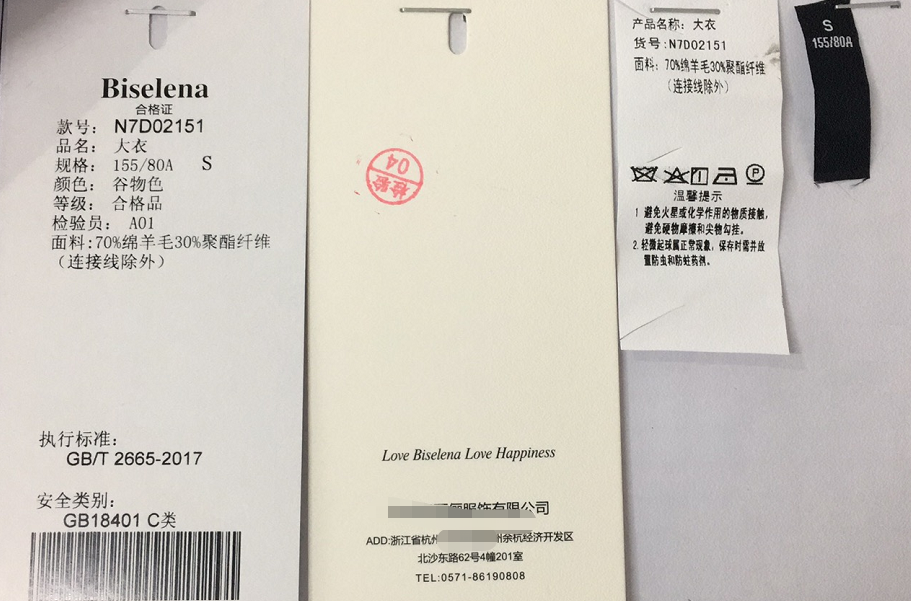 Biselena
合格证
款号： N7D02151
品名： 大衣
规格： 155/80A S
颜色： 谷物色
等级： 合格品
检验员： A01
面料:70%绵羊毛30%聚酯纤维
（连接线除外）
执行标准：
GB/T 2665-2017
安全类别：
GB18401 C类
检验
04
Love Biselena Love Happiness
服饰有限公司
ADD:浙江省杭州 州余杭经济开发区
北沙东路62号4幢201室
TEL:0571-86190808
产品名称：大衣
货号:N7D02151
面料：70%绵羊毛30%聚酯纤维
（连接线除外）
P
温馨提示
1 避免火星或化学作用的物质接触，
避免硬物摩擦和尖物勾挂。
2.轻微起球属正常现象，保存时需并放
置防虫和防蛀药剂。
S
155/80A